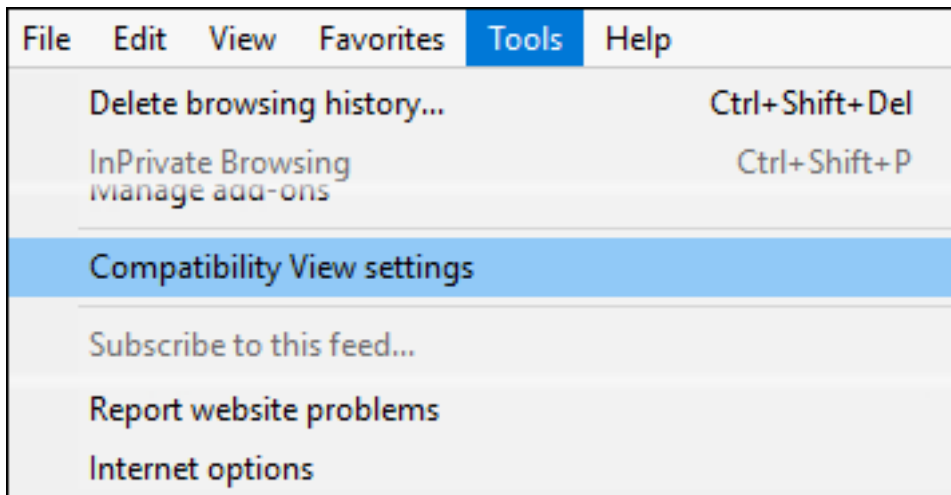 File Edit View Favorites Tools Help
Delete browsing history... Ctrl+Shift+Del
InPrivate Browsing Ctrl+Shift+P
Manage add-ons
Compatibility View settings
Subscribe to this feed...
Report website problems
Internet options